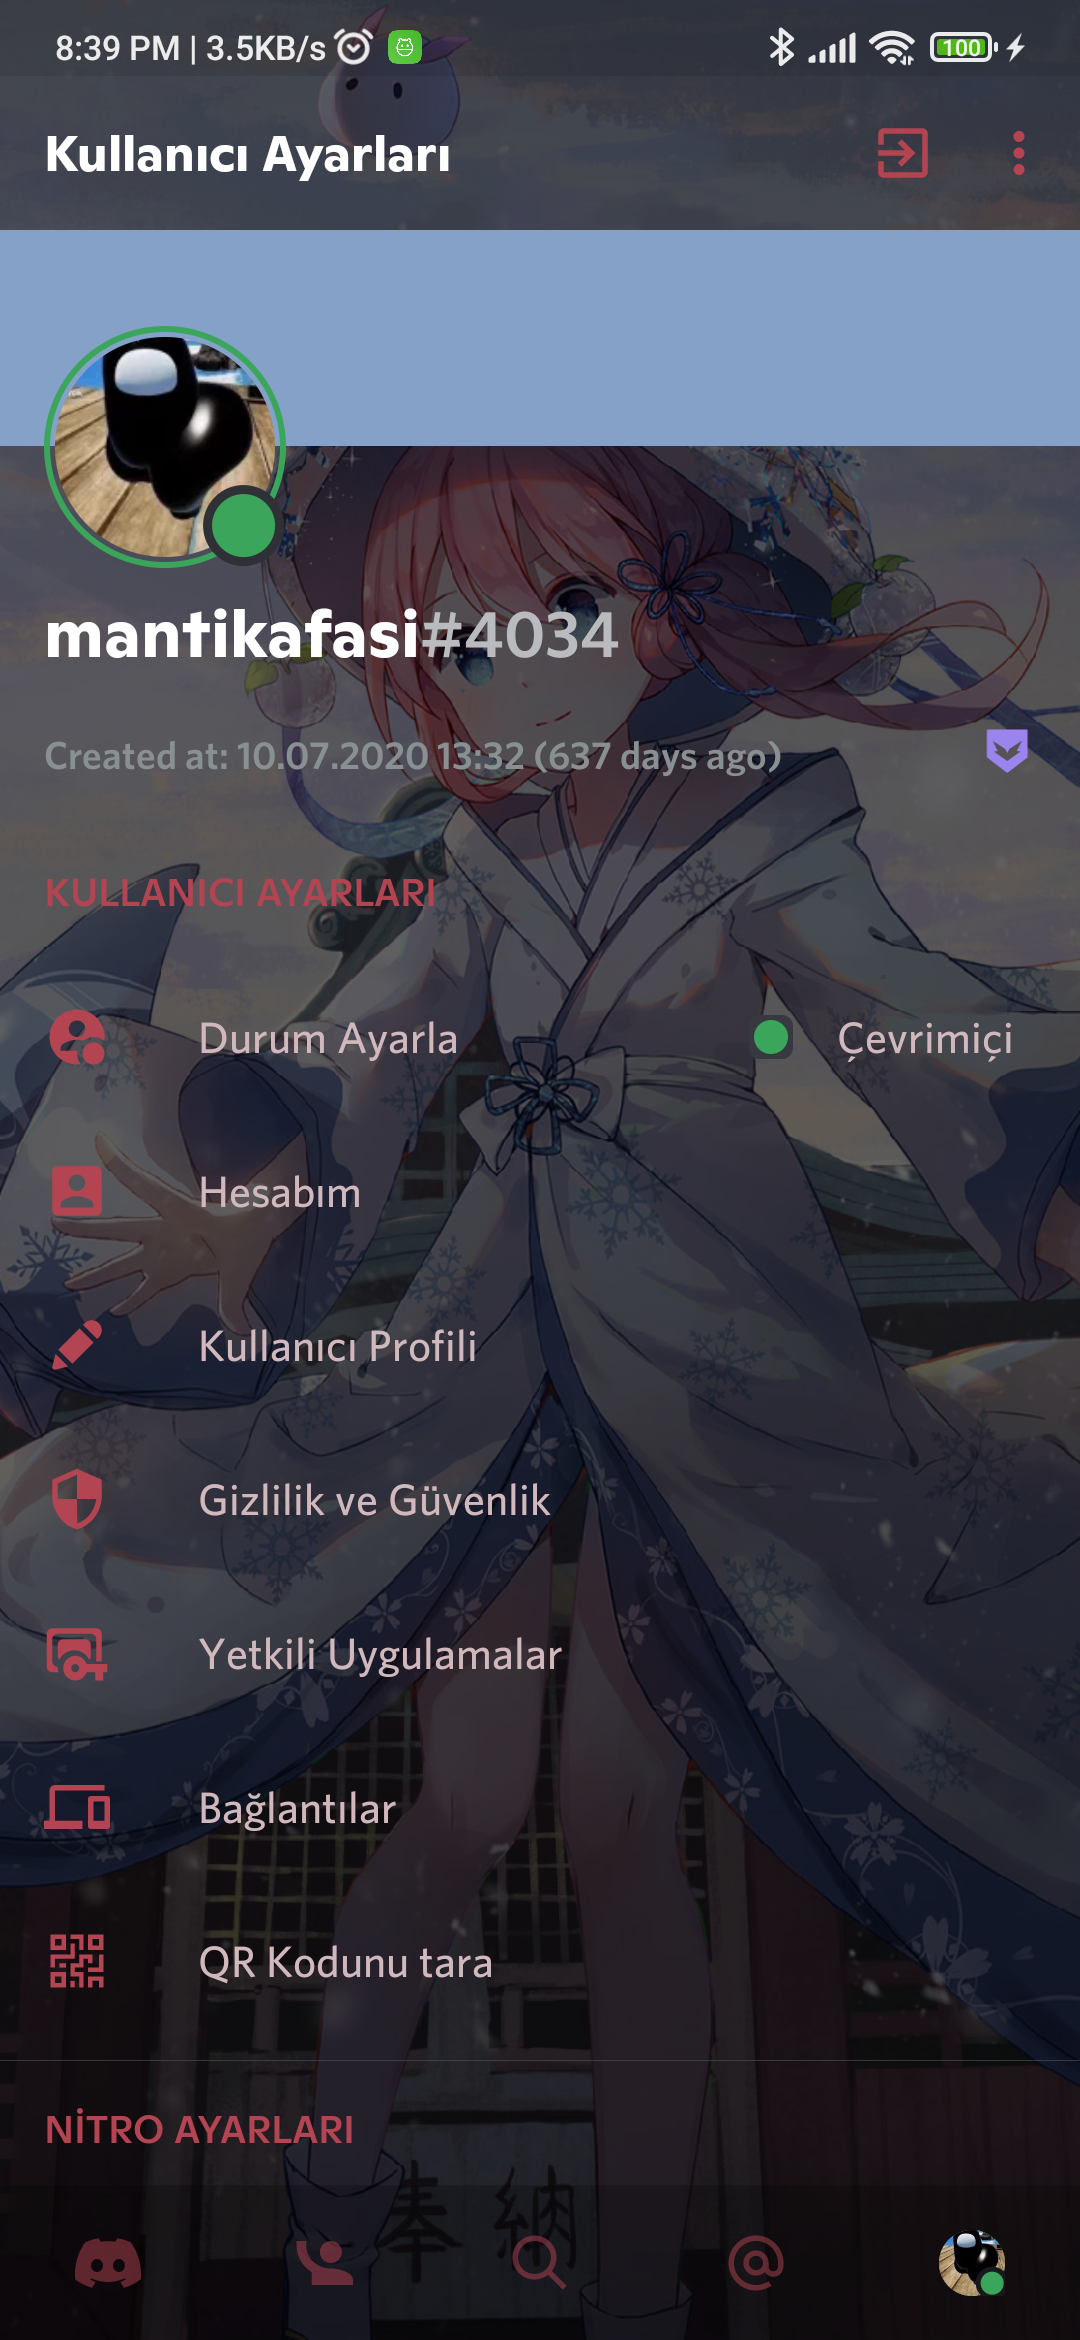 8:39 PM | 3.5KB/s
100
Kullanıcı Ayarları
mantikafasi#4034
Created at: 10.07.2020 13:32 (637 days ago)
KULLANICI AYARLARI
Durum Ayarla
Çevrimiçi
Hesabım
Kullanıcı Profili
Gizlilik ve Güvenlik
Yetkili Uygulamalar
Bağlantılar
QR Kodunu tara
NİTRO AYARLARI
奉納